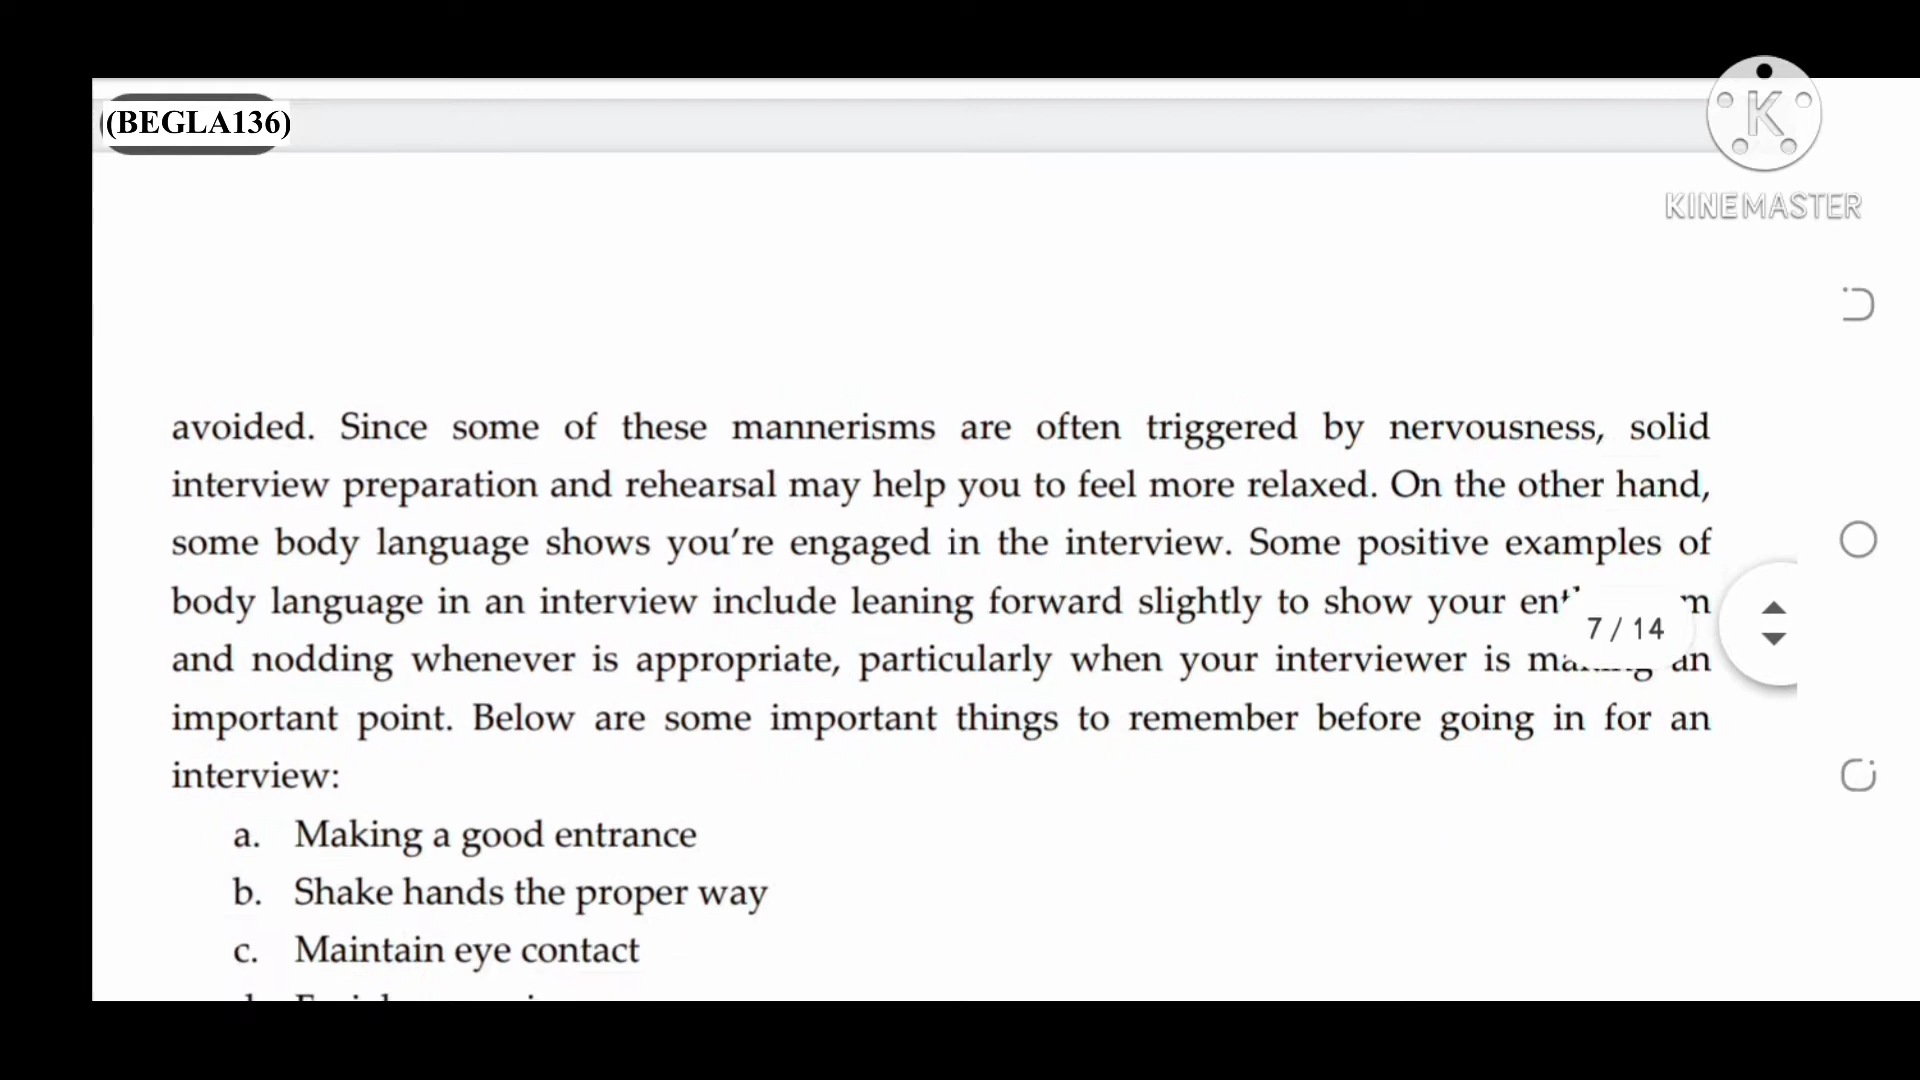 (BEGLA136)
K
KINEMASTER
avoided. Since some of these mannerisms are often triggered by nervousness, solid
interview preparation and rehearsal may help you to feel more relaxed. On the other hand,
some body language shows you're engaged in the interview. Some positive examples of
body language in an interview include leaning forward slightly to show your
7 / 14
and nodding whenever is appropriate, particularly when your interviewer is an
important point. Below are some important things to remember before going in for an
interview:
a. Making a good entrance
b. Shake hands the proper way
c. Maintain eye contact